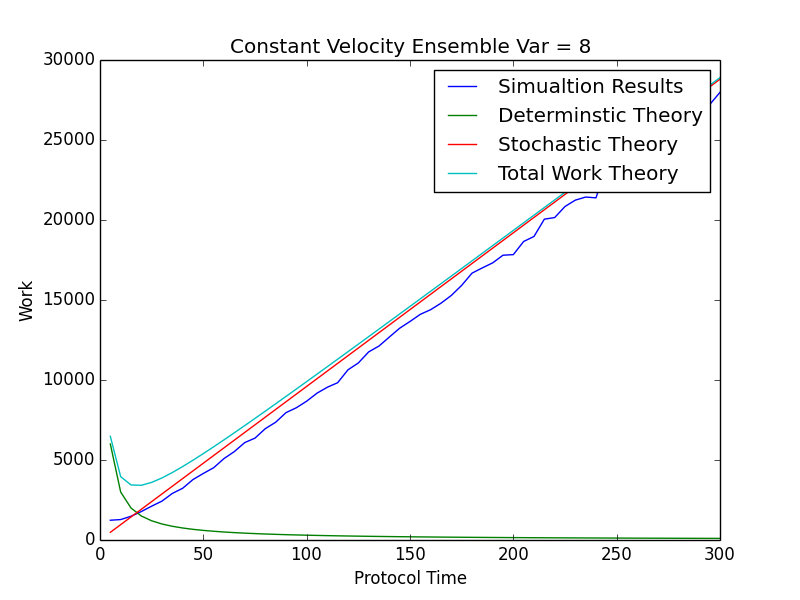 Constant Velocity Ensemble Var = 8
30000
25000
20000
15000
10000
5000
0
Work
Simualtion Results
Determinstic Theory
Stochastic Theory
Total Work Theory
0 50 100 150 200 250 300
Protocol Time